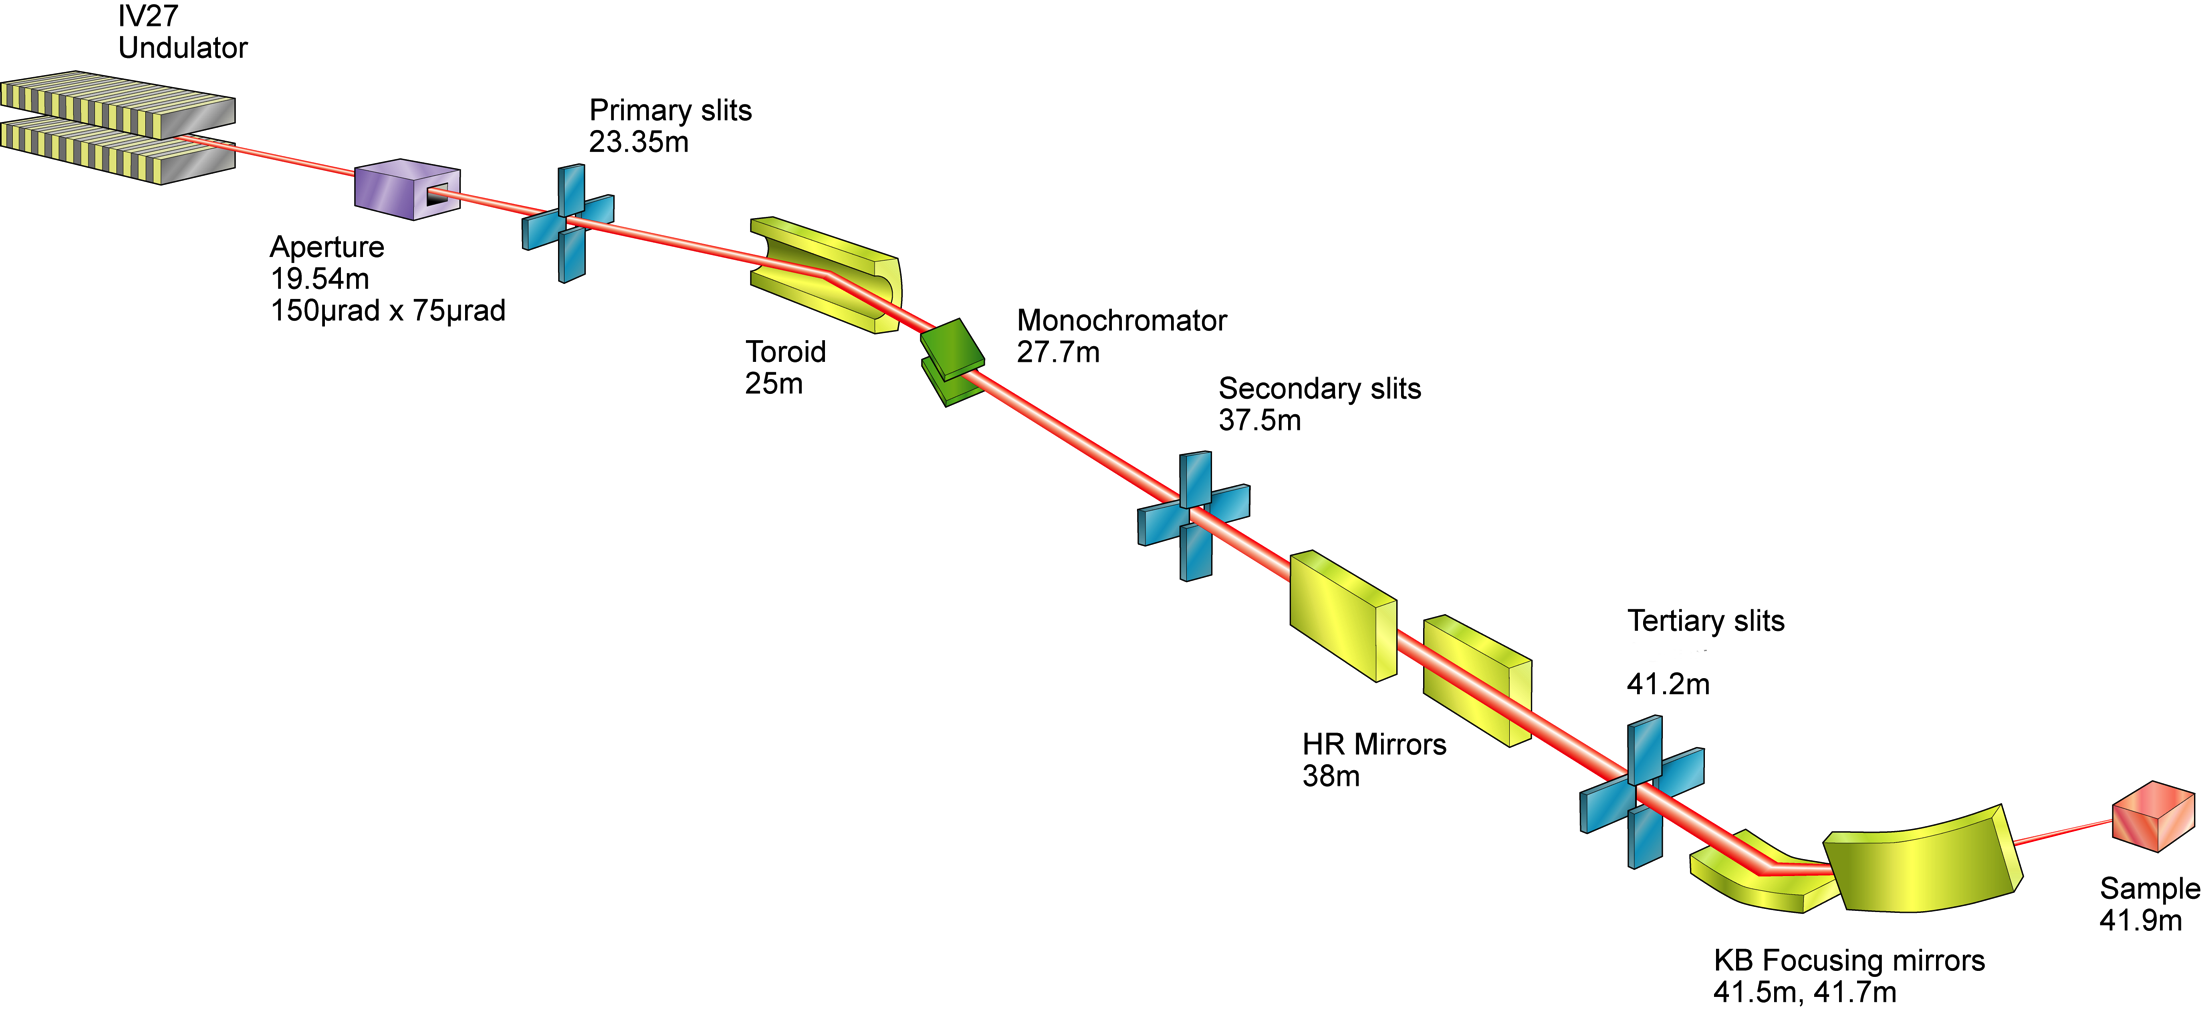 IV27
Undulator
Primary slits
23.35m
Aperture
19.54m
150µrad x 75µrad
Toroid
25m
Monochromator
27.7m
Secondary slits
37.5m
HR Mirrors
38m
Tertiary slits
41.2m
KB Focusing mirrors
41.5m, 41.7m
Sample
41.9m